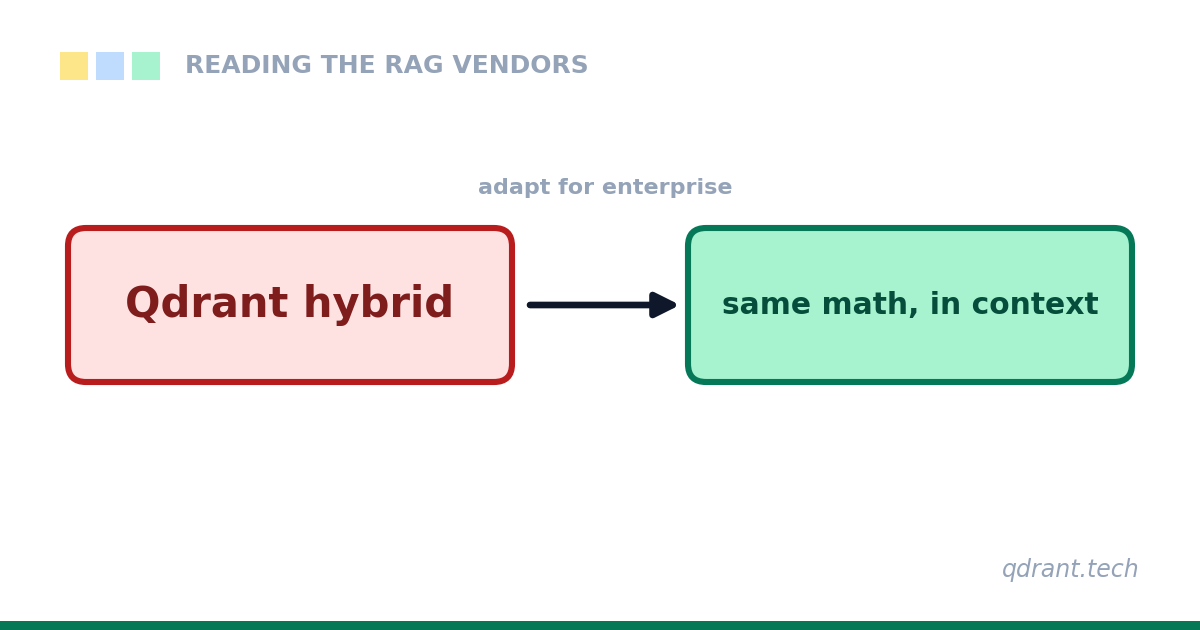 READING THE RAG VENDORS
adapt for enterprise
Qdrant hybrid
same math, in context
qdrant.tech